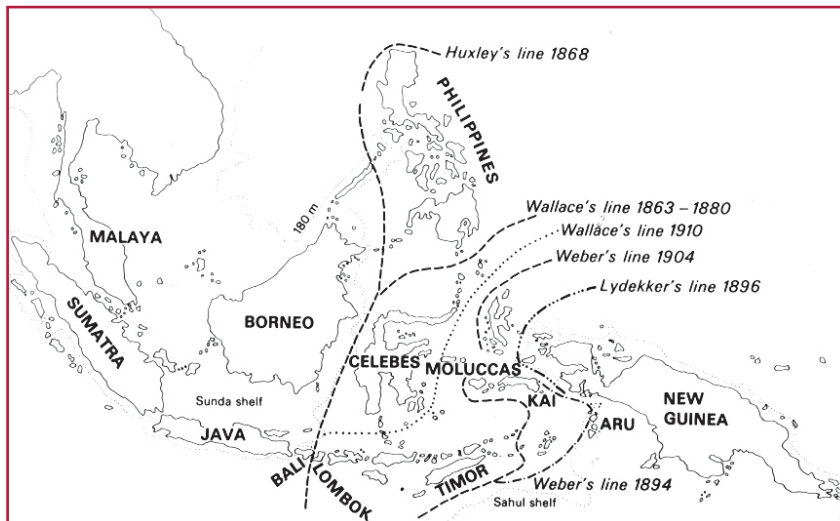 Huxley's line 1868
PHILIPPINES
180 m
Wallace's line 1863 – 1880
Wallace's line 1910
Weber's line 1904
Lydekker's line 1896
MALAYA
SUMATRA
BORNEO
CELEBES
MOLUCCAS
KAI
ARU
NEW
GUINEA
Sunda shelf
JAVA
BALI
LOMBOK
TIMOR
Weber's line 1894
Sahul shelf